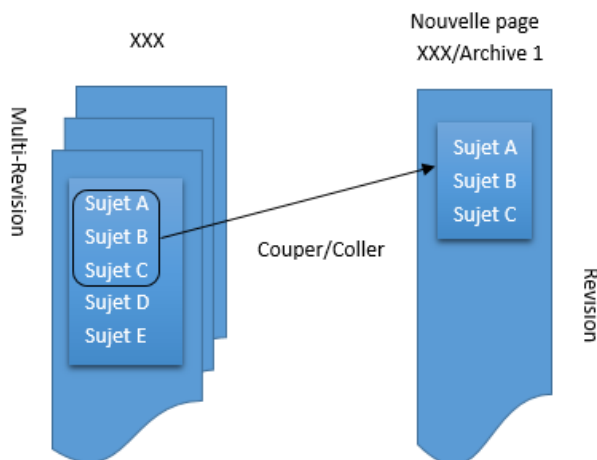 XXX
Multi-Revision
Sujet A
Sujet B
Sujet C
Sujet D
Sujet E
Couper/Coller
Nouvelle page
XXX/Archive 1
Sujet A
Sujet B
Sujet C
Revision